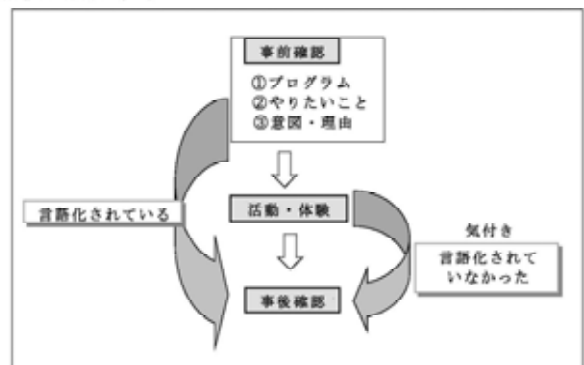 事前確認
①プログラム
②やりたいこと
③意図・理由
言語化されている
活動・体験
気付き
言語化されて
いなかった
事後確認